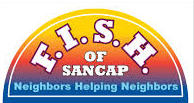 F.I.S.H.
OF
SANCAP
Neighbors Helping Neighbors